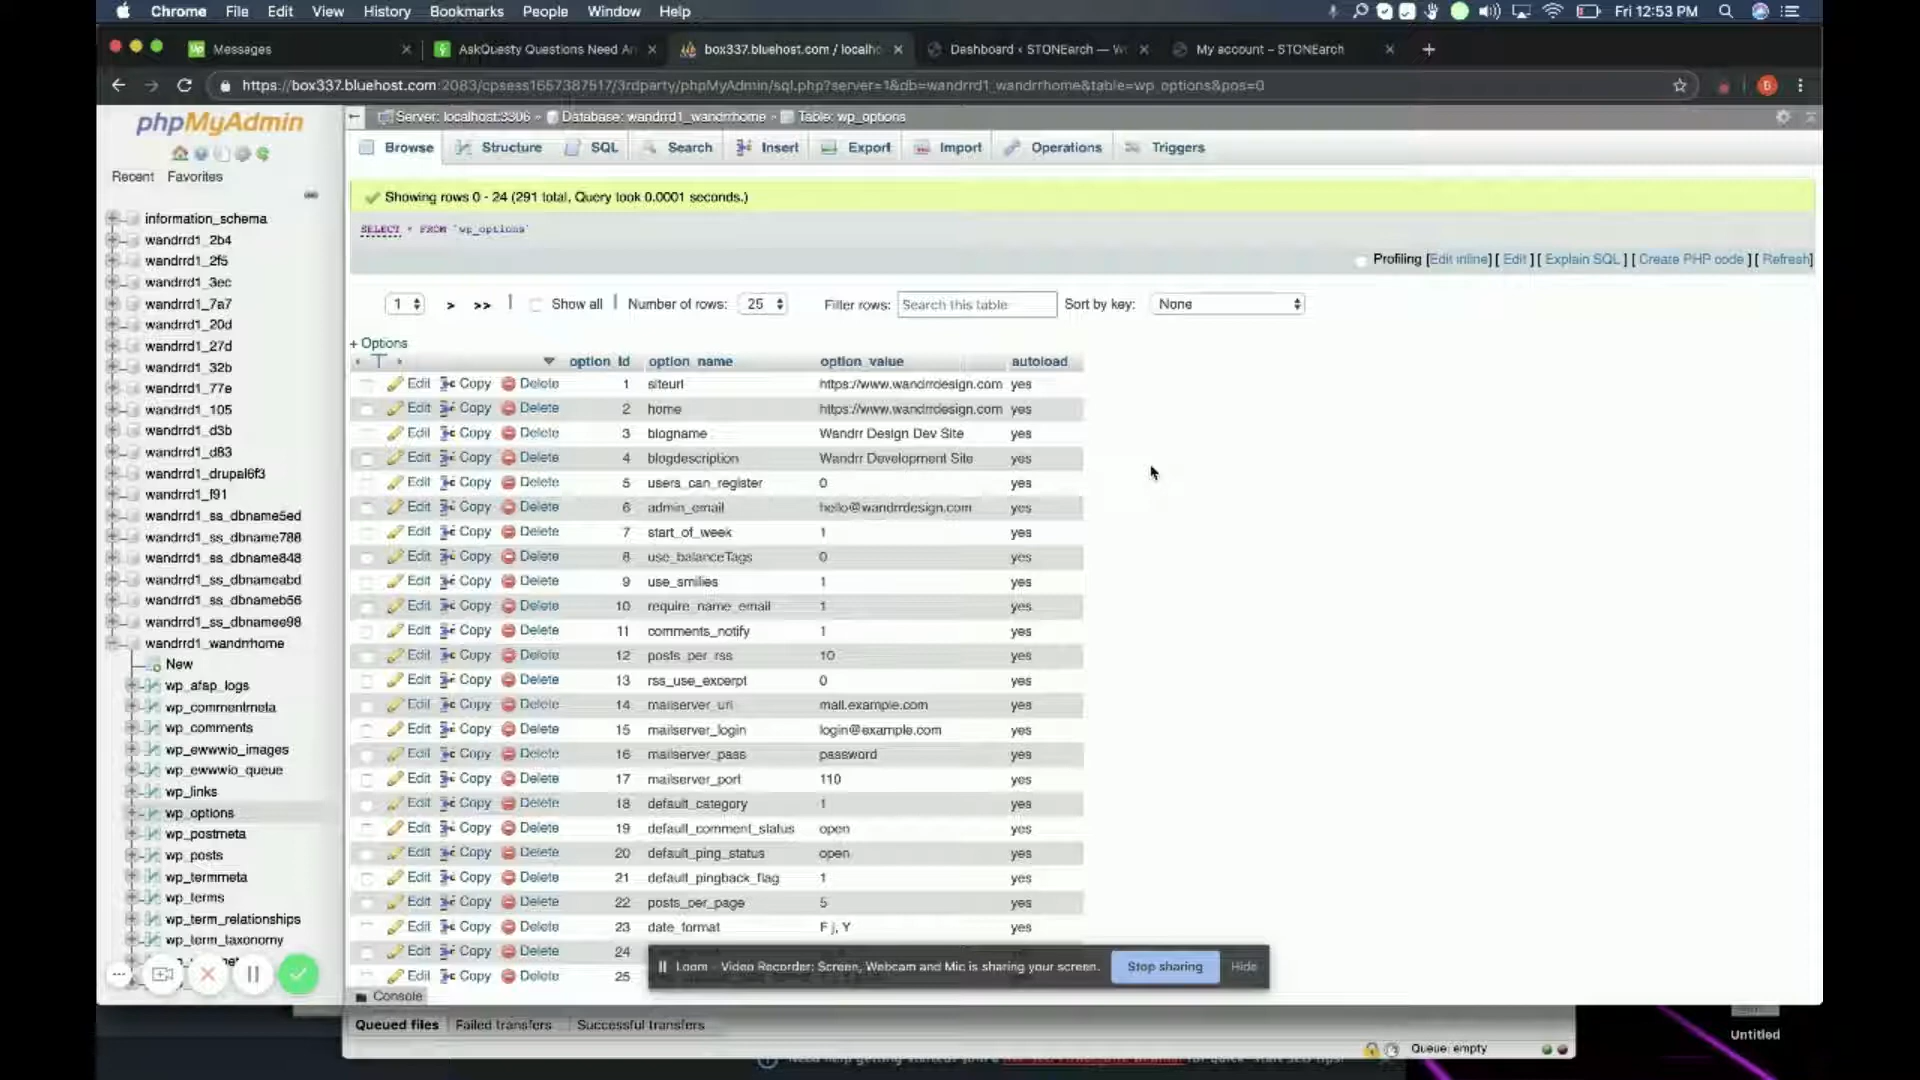 Chrome File Edit View History Bookmarks People Window Help Fri 12:53 PM
Messages AskQuesty Questions Need An box337.bluehost.com / localho Dashboard ‹ STONEarch — W My account – STONEarch
https://box337.bluehost.com:2083/cpsess1657387517/3rdparty/phpMyAdmin/sql.php?server=1&db=wandrrd1_wandrrhome&table=wp_options&pos=0
phpMyAdmin
Recent Favorites
information_schema
wandrrd1_2b4
wandrrd1_2f5
wandrrd1_3ec
wandrrd1_7a7
wandrrd1_20d
wandrrd1_27d
wandrrd1_32b
wandrrd1_77e
wandrrd1_105
wandrrd1_d3b
wandrrd1_d83
wandrrd1_drupal6f3
wandrrd1_f91
wandrrd1_ss_dbname5ed
wandrrd1_ss_dbname788
wandrrd1_ss_dbname848
wandrrd1_ss_dbnameabd
wandrrd1_ss_dbnameb56
wandrrd1_ss_dbnamee98
wandrrd1_wandrrhome
New
wp_afap_logs
wp_commentmeta
wp_comments
wp_ewwwio_images
wp_ewwwio_queue
wp_links
wp_options
wp_postmeta
wp_posts
wp_termmeta
wp_terms
wp_term_relationships
wp_term_taxonomy
Server: localhost:3306 » Database: wandrrd1_wandrrhome » Table: wp_options
Browse Structure SQL Search Insert Export Import Operations Triggers
Showing rows 0 - 24 (291 total, Query took 0.0001 seconds.)
SELECT * FROM `wp_options`
Profiling [Edit inline] [ Edit ] [ Explain SQL ] [ Create PHP code ] [ Refresh]
1 > >> | Show all | Number of rows: 25 Filter rows: Search this table Sort by key: None
+ Options
option_id option_name option_value autoload
Edit Copy Delete 1 siteurl https://www.wandrrdesign.com yes
Edit Copy Delete 2 home https://www.wandrrdesign.com yes
Edit Copy Delete 3 blogname Wandrr Design Dev Site yes
Edit Copy Delete 4 blogdescription Wandrr Development Site yes
Edit Copy Delete 5 users_can_register 0 yes
Edit Copy Delete 6 admin_email hello@wandrrdesign.com yes
Edit Copy Delete 7 start_of_week 1 yes
Edit Copy Delete 8 use_balanceTags 0 yes
Edit Copy Delete 9 use_smilies 1 yes
Edit Copy Delete 10 require_name_email 1 yes
Edit Copy Delete 11 comments_notify 1 yes
Edit Copy Delete 12 posts_per_rss 10 yes
Edit Copy Delete 13 rss_use_excerpt 0 yes
Edit Copy Delete 14 mailserver_url mail.example.com yes
Edit Copy Delete 15 mailserver_login login@example.com yes
Edit Copy Delete 16 mailserver_pass password yes
Edit Copy Delete 17 mailserver_port 110 yes
Edit Copy Delete 18 default_category 1 yes
Edit Copy Delete 19 default_comment_status open yes
Edit Copy Delete 20 default_ping_status open yes
Edit Copy Delete 21 default_pingback_flag 1 yes
Edit Copy Delete 22 posts_per_page 5 yes
Edit Copy Delete 23 date_format F j, Y yes
Edit Copy Delete 24
Edit Copy Delete 25
Loom – Video Recorder: Screen, Webcam and Mic is sharing your screen. Stop sharing Hide
Console
Queued files Failed transfers Successful transfers
Queue: empty
Untitled